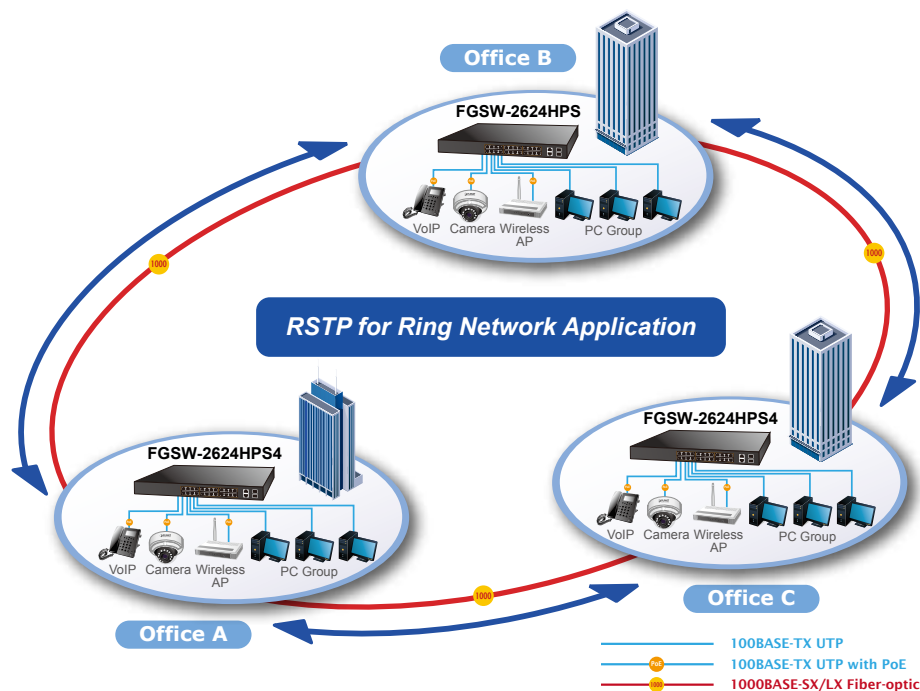 Office B
FGSW-2624HPS
VoIP Camera Wireless AP PC Group
1000
1000
RSTP for Ring Network Application
FGSW-2624HPS4
VoIP Camera Wireless AP PC Group
Office A
FGSW-2624HPS4
VoIP Camera Wireless AP PC Group
Office C
1000
100BASE-TX UTP
PoE
100BASE-TX UTP with PoE
1000
1000BASE-SX/LX Fiber-optic